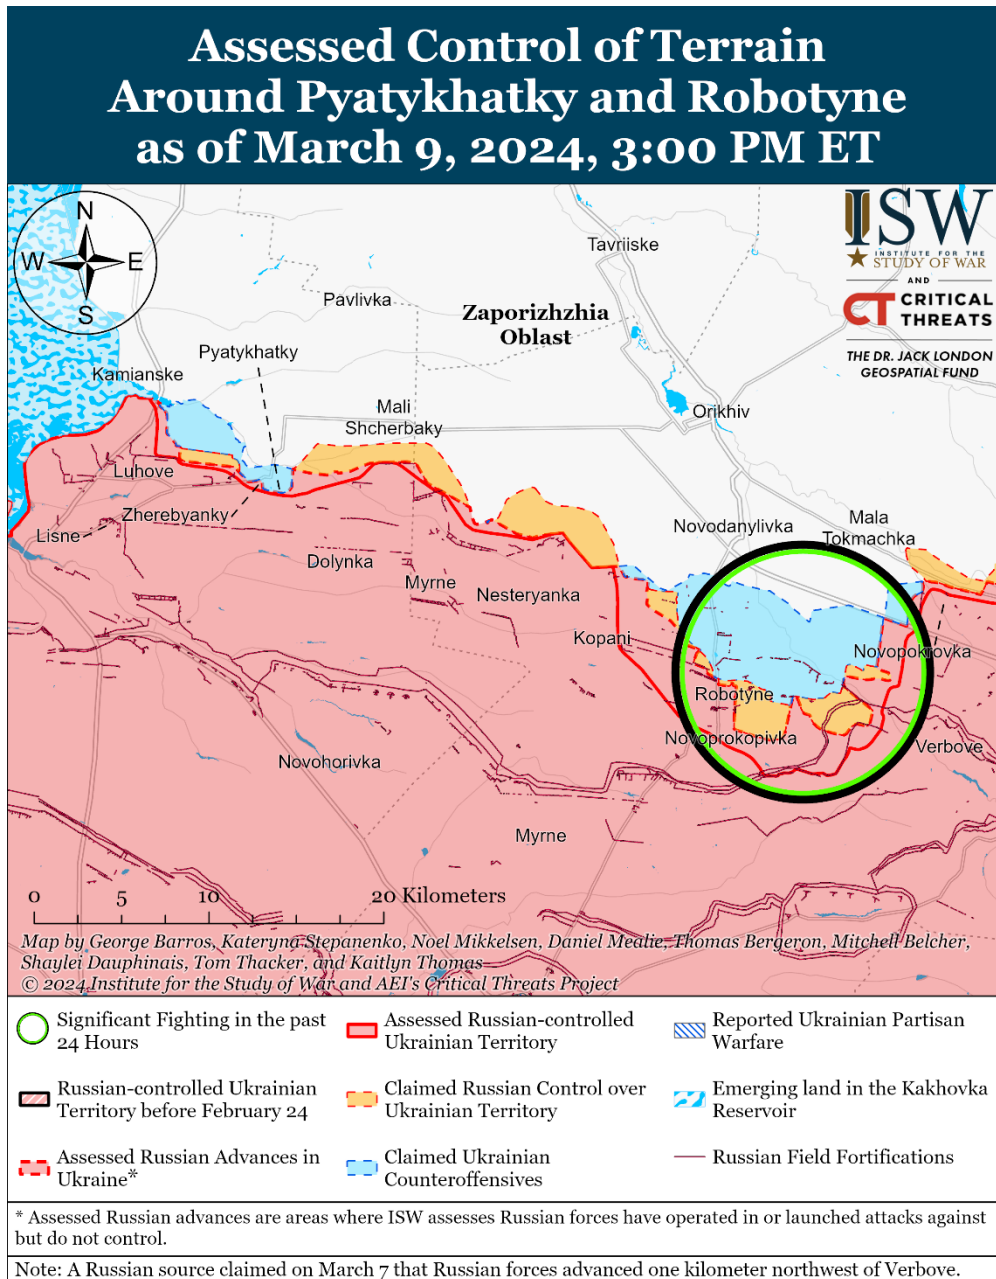 Assessed Control of Terrain
Around Pyatykhatky and Robotyne
as of March 9, 2024, 3:00 PM ET
N
W
E
S
ISW
INSTITUTE FOR THE
STUDY OF WAR
AND
CT CRITICAL
THREATS
THE DR. JACK LONDON
GEOSPATIAL FUND
Tavriiske
Pavlivka
Zaporizhzhia
Oblast
Pyatykhatky
Kamianske
Mali
Shcherbaky
Orikhiv
Luhove
Zherebyanky
Lisne
Novodanylivka
Mala
Tokmachka
Dolynka
Myrne
Nesteryanka
Kopani
Novopokrovka
Robotyne
Novoprokopivka
Verbove
Novohorivka
Myrne
0 5 10 20 Kilometers
Map by George Barros, Kateryna Stepanenko, Noel Mikkelsen, Daniel Mealie, Thomas Bergeron, Mitchell Belcher,
Shaylei Dauphinais, Tom Thacker, and Kaitlyn Thomas
© 2024 Institute for the Study of War and AEI's Critical Threats Project
Significant Fighting in the past
24 Hours
Russian-controlled Ukrainian
Territory before February 24
Assessed Russian Advances in
Ukraine*
Assessed Russian-controlled
Ukrainian Territory
Claimed Russian Control over
Ukrainian Territory
Claimed Ukrainian
Counteroffensives
Reported Ukrainian Partisan
Warfare
Emerging land in the Kakhovka
Reservoir
Russian Field Fortifications
* Assessed Russian advances are areas where ISW assesses Russian forces have operated in or launched attacks against
but do not control.
Note: A Russian source claimed on March 7 that Russian forces advanced one kilometer northwest of Verbove.